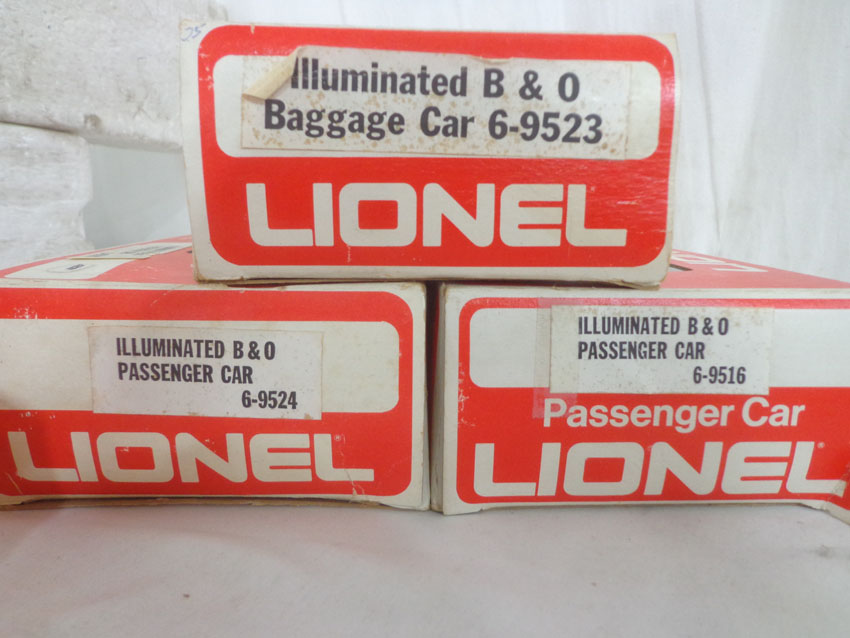 Illuminated B & O
Baggage Car 6-9523
LIONEL
ILLUMINATED B & O
PASSENGER CAR
6-9524
LIONEL
ILLUMINATED B & O
PASSENGER CAR
6-9516
Passenger Car
LIONEL